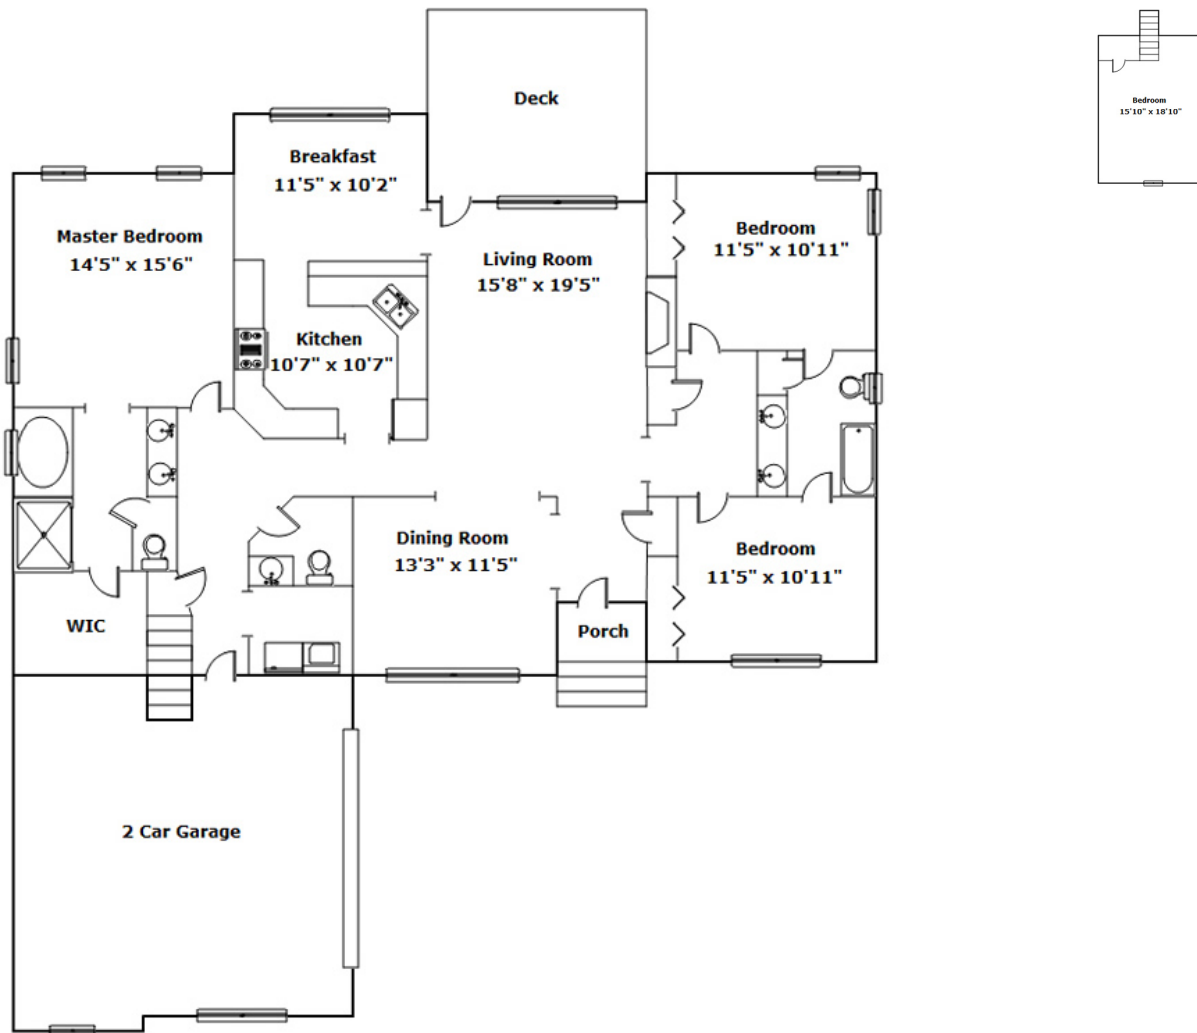 Deck
Bedroom
15'10" x 18'10"
Breakfast
11'5" x 10'2"
Master Bedroom
14'5" x 15'6"
Living Room
15'8" x 19'5"
Bedroom
11'5" x 10'11"
Kitchen
10'7" x 10'7"
Dining Room
13'3" x 11'5"
Bedroom
11'5" x 10'11"
WIC
Porch
2 Car Garage